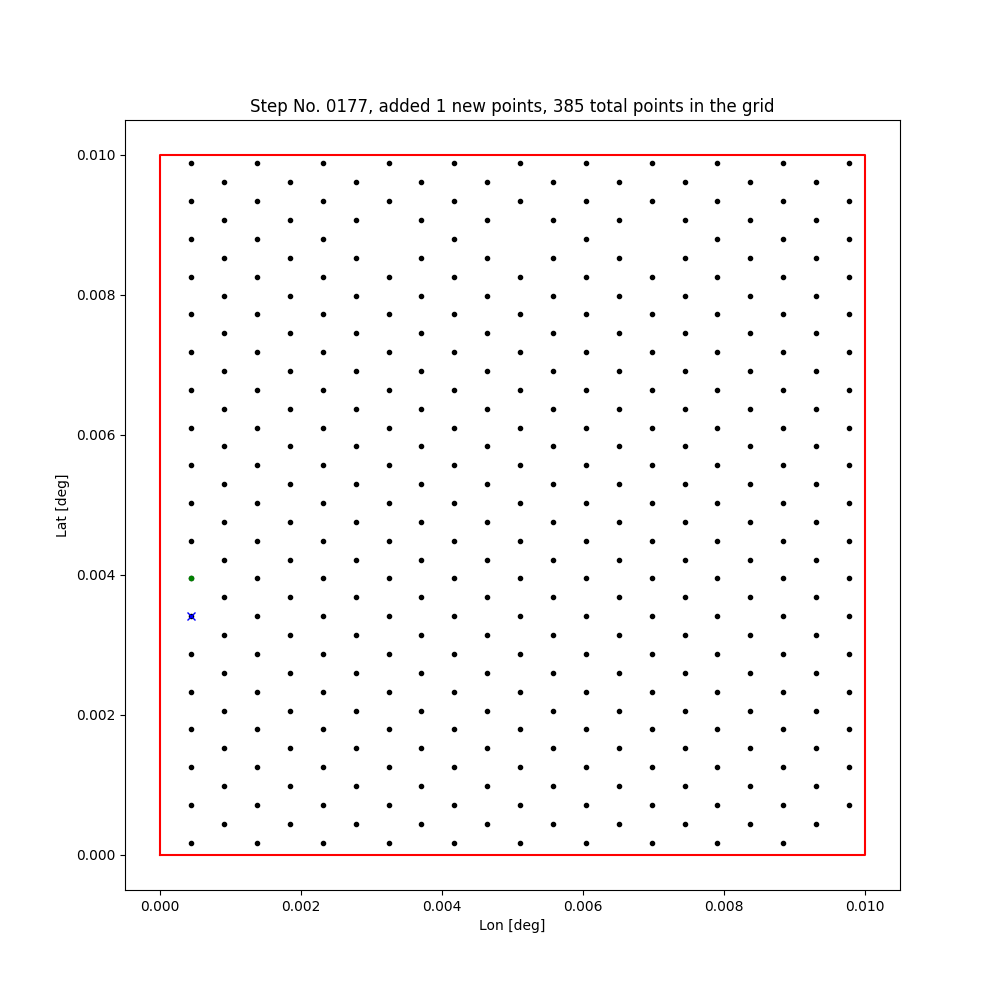 Step No. 0177, added 1 new points, 385 total points in the grid
0.010
0.008
0.006
0.004
0.002
0.000
Lat [deg]
0.000 0.002 0.004 0.006 0.008 0.010
Lon [deg]